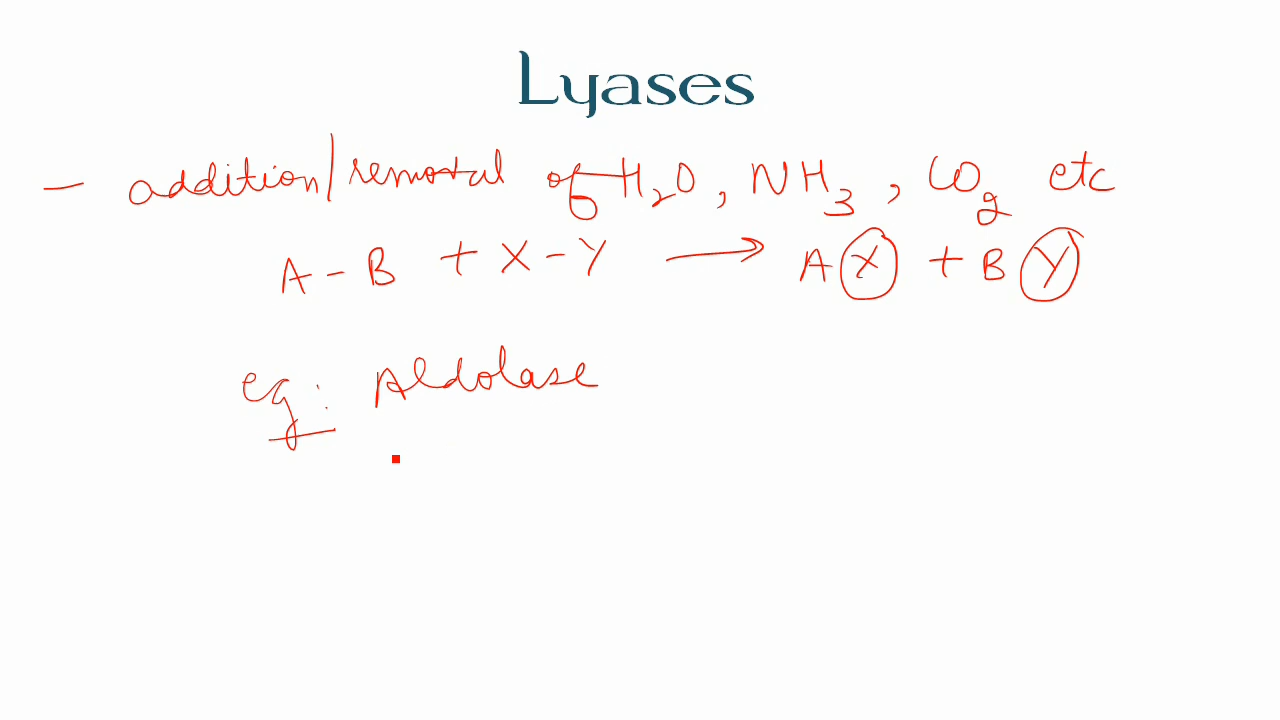 Lyases
- addition/removal of H₂O, NH₃, CO₂ etc
A - B + X - Y → AX + BY
eg: Aldolase